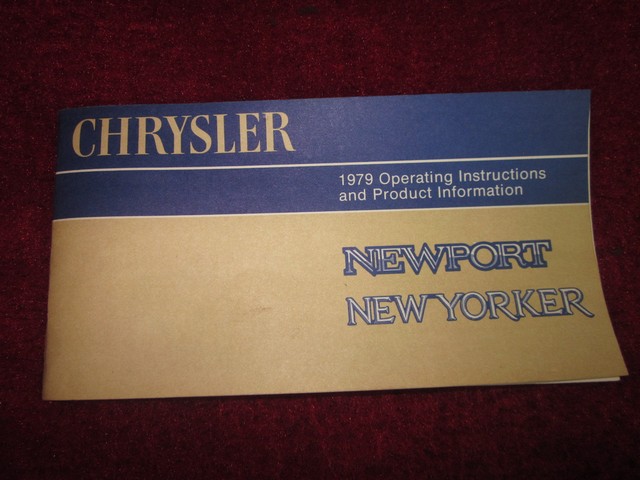 CHRYSLER
1979 Operating Instructions
and Product Information
NEWPORT
NEW YORKER